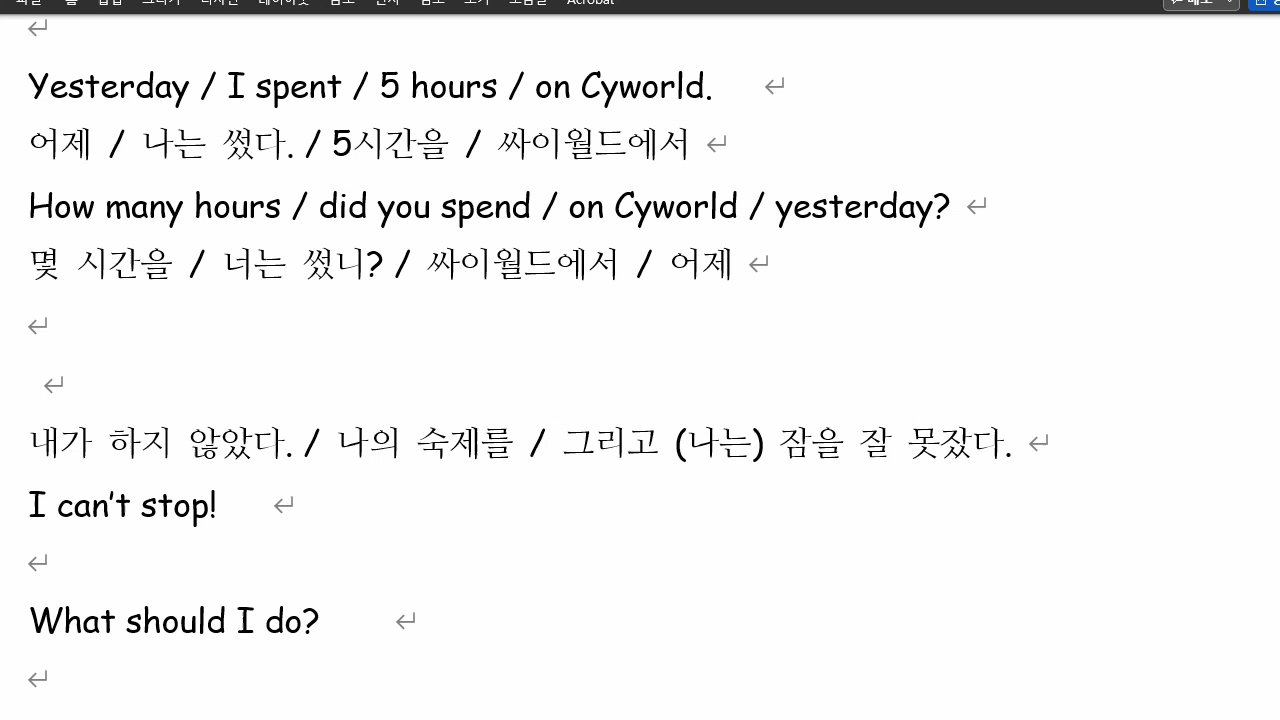 Acrobat
Yesterday / I spent / 5 hours / on Cyworld.
어제 / 나는 썼다. / 5시간을 / 싸이월드에서
How many hours / did you spend / on Cyworld / yesterday?
몇 시간을 / 너는 썼니? / 싸이월드에서 / 어제
내가 하지 않았다. / 나의 숙제를 / 그리고 (나는) 잠을 잘 못잤다.
I can't stop!
What should I do?